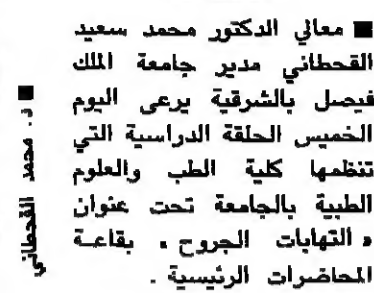 ■ معالي الدكتور محمد سعيد
القحطاني مدير جامعة الملك
فيصل بالشرقية يرعى اليوم
الخميس الحلقة الدراسية التي
تنظمها كلية الطب والعلوم
الطبية بالجامعة تحت عنوان
« التهابات الجروح » بقاعة
المحاضرات الرئيسية .
■ د. محمد القحطاني